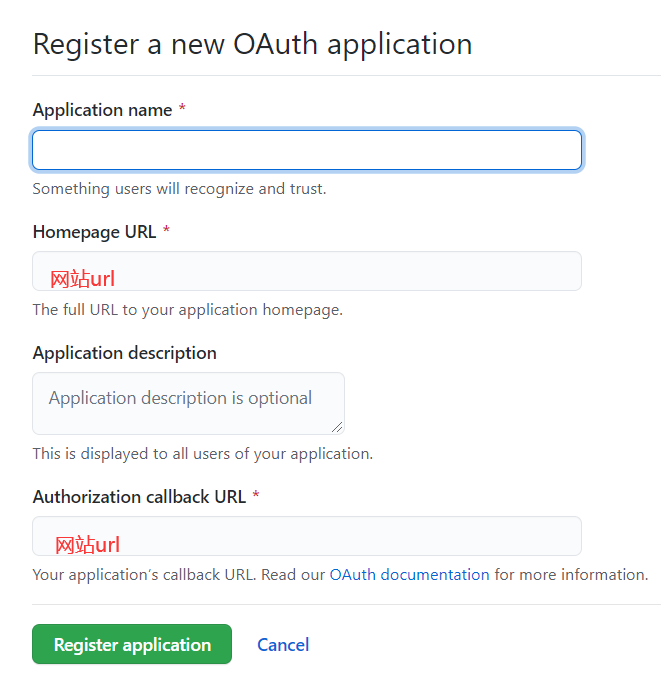 Register a new OAuth application
Application name *
Something users will recognize and trust.
Homepage URL *
网站url
The full URL to your application homepage.
Application description
Application description is optional
This is displayed to all users of your application.
Authorization callback URL *
网站url
Your application’s callback URL. Read our OAuth documentation for more information.
Register application Cancel